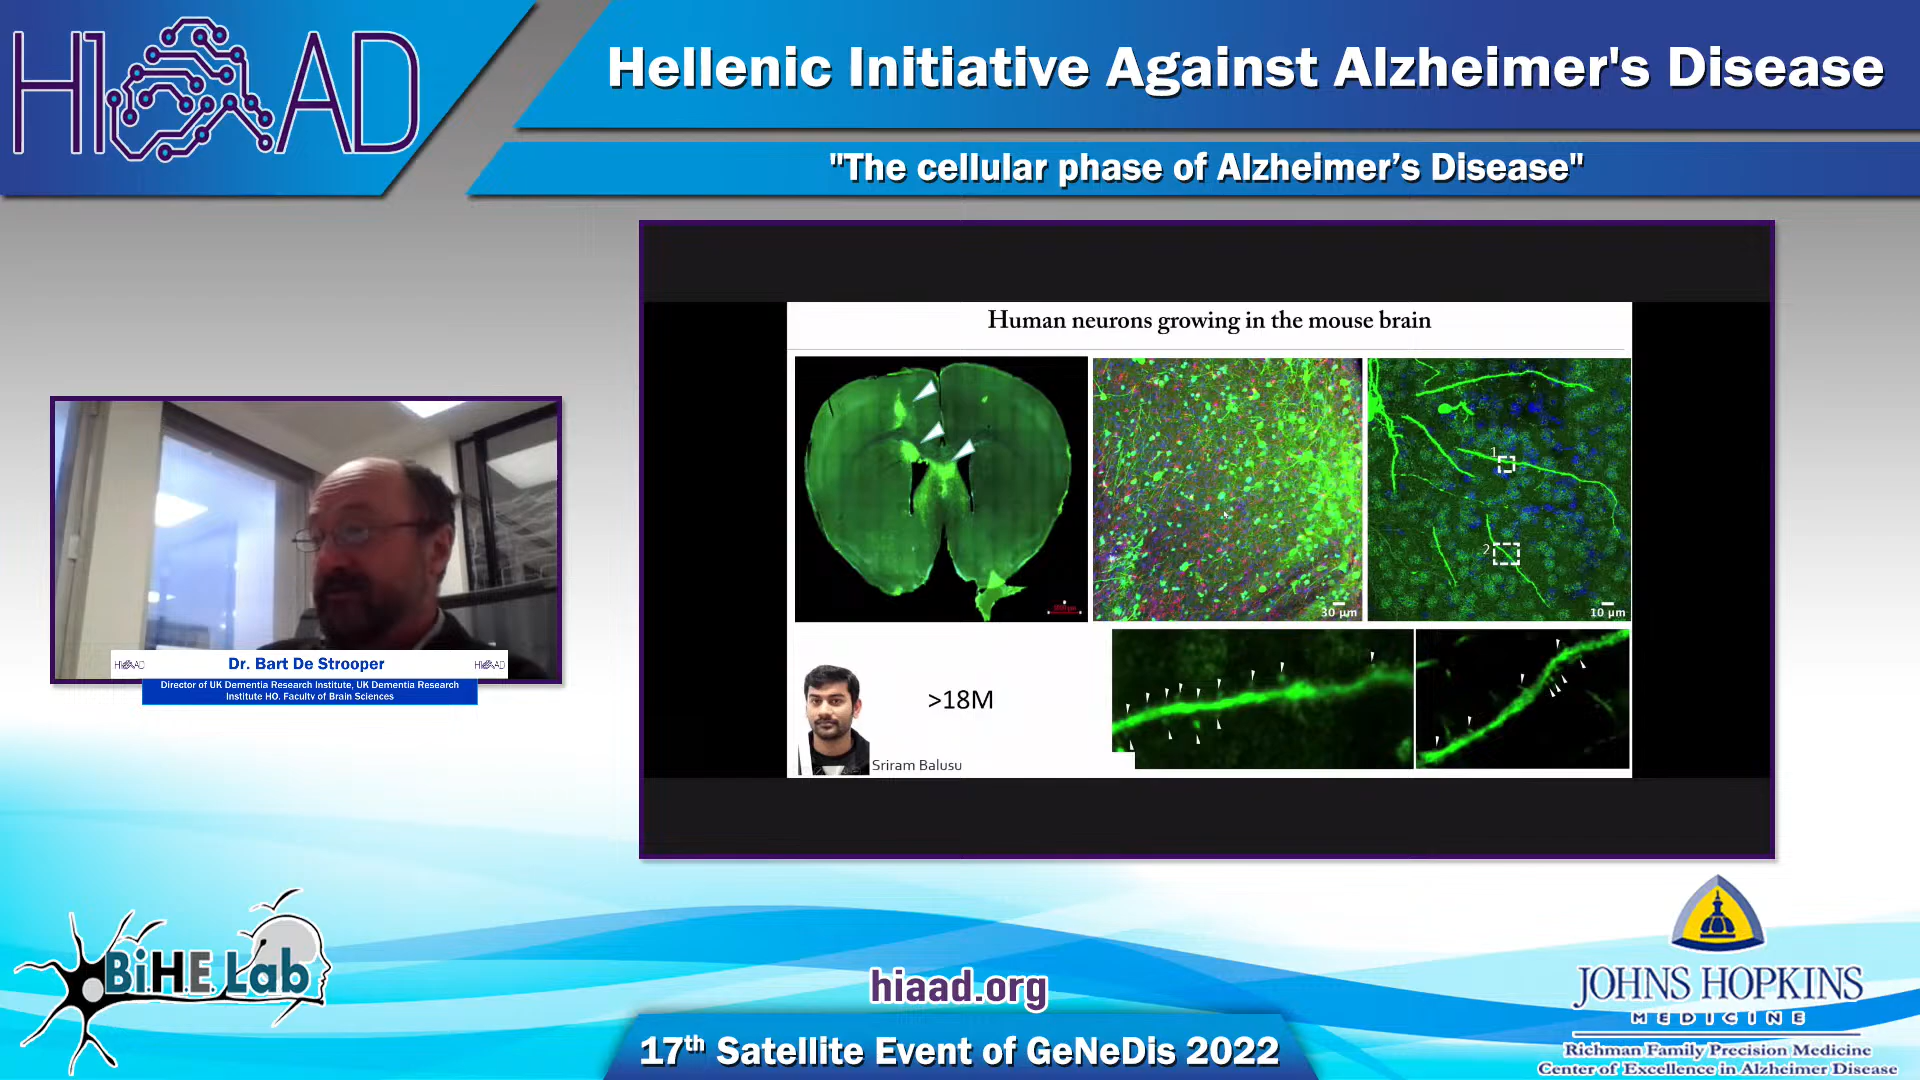 HIAAD
Hellenic Initiative Against Alzheimer's Disease
"The cellular phase of Alzheimer’s Disease"
Human neurons growing in the mouse brain
1
2
30 µm
10 µm
>18M
Sriram Balusu
HIAAD
Dr. Bart De Strooper
HIAAD
Director of UK Dementia Research Institute, UK Dementia Research
Institute HQ, Faculty of Brain Sciences
BiHE Lab
hiaad.org
17th Satellite Event of GeNeDis 2022
JOHNS HOPKINS
MEDICINE
Richman Family Precision Medicine
Center of Excellence in Alzheimer Disease